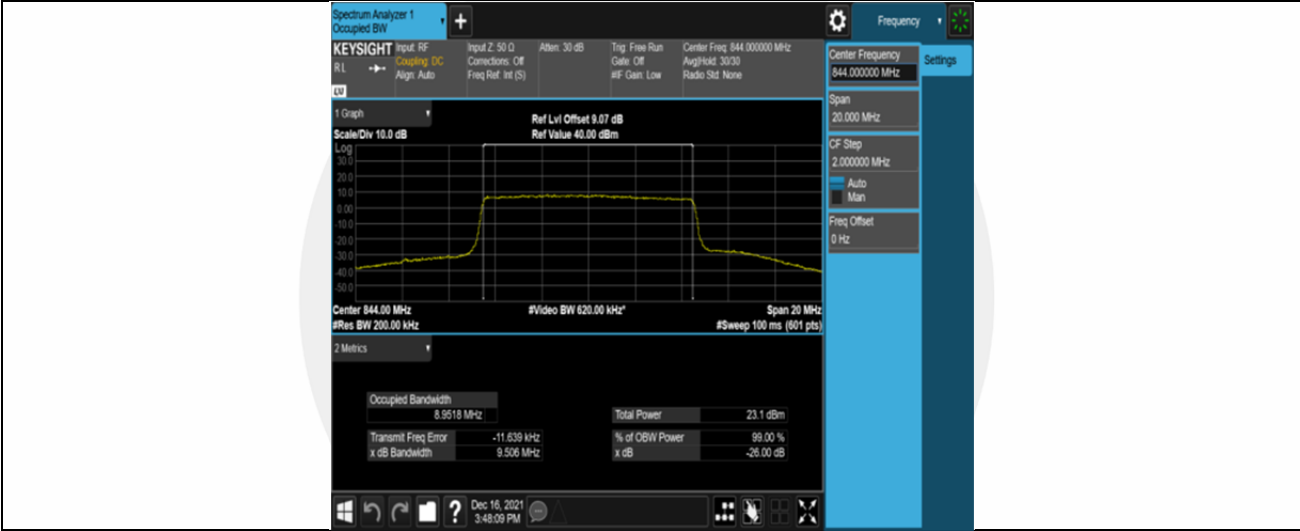 Spectrum Analyzer 1
Occupied BW
+
Frequency
KEYSIGHT
R L
Input: RF
Coupling: DC
Align: Auto
Input Z: 50 Ω
Corrections: Off
Freq Ref: Int (S)
Atten: 30 dB
Trig: Free Run
Gate: Off
#IF Gain: Low
Center Freq: 844.000000 MHz
Avg|Hold: 30/30
Radio Std: None
Center Frequency
844.000000 MHz
Settings
Span
20.000 MHz
CF Step
2.000000 MHz
Auto
Man
Freq Offset
0 Hz
1 Graph
Scale/Div 10.0 dB
Ref Lvl Offset 9.07 dB
Ref Value 40.00 dBm
Log
30.0
20.0
10.0
0.00
-10.0
-20.0
-30.0
-40.0
-50.0
Center 844.00 MHz
#Res BW 200.00 kHz
#Video BW 620.00 kHz*
Span 20 MHz
#Sweep 100 ms (601 pts)
2 Metrics
Occupied Bandwidth
8.9518 MHz
Total Power 23.1 dBm
Transmit Freq Error -11.639 kHz
% of OBW Power 99.00 %
x dB Bandwidth 9.506 MHz
x dB -26.00 dB
?
Dec 16, 2021
3:48:09 PM